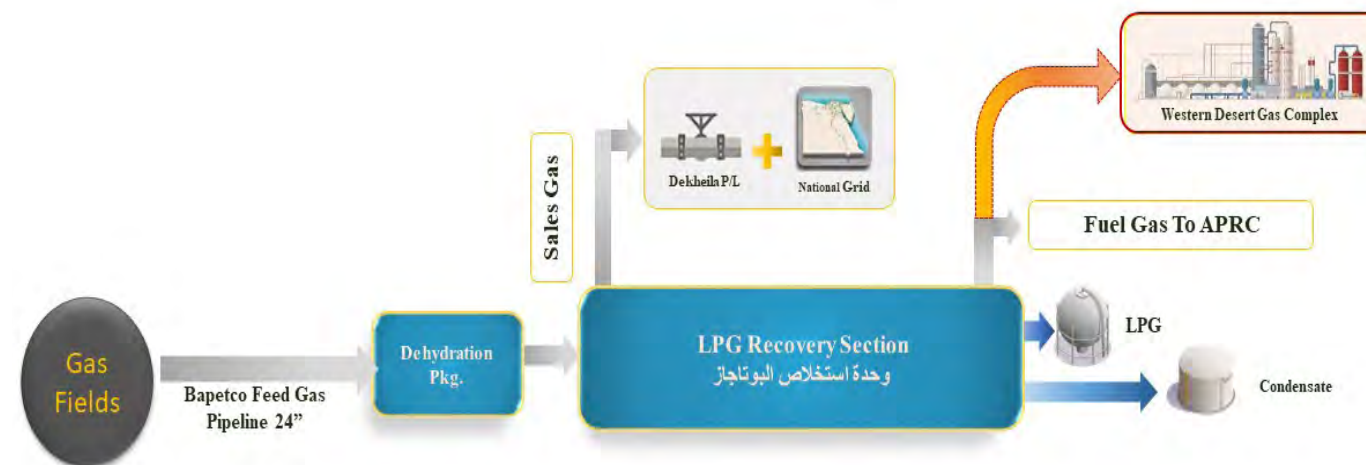 Western Desert Gas Complex
Sales Gas
Dekheila P/L
National Grid
Fuel Gas To APRC
Gas
Fields
Bapetco Feed Gas
Pipeline 24”
Dehydration
Pkg.
LPG Recovery Section
وحدة استخلاص البوتاجاز
LPG
Condensate